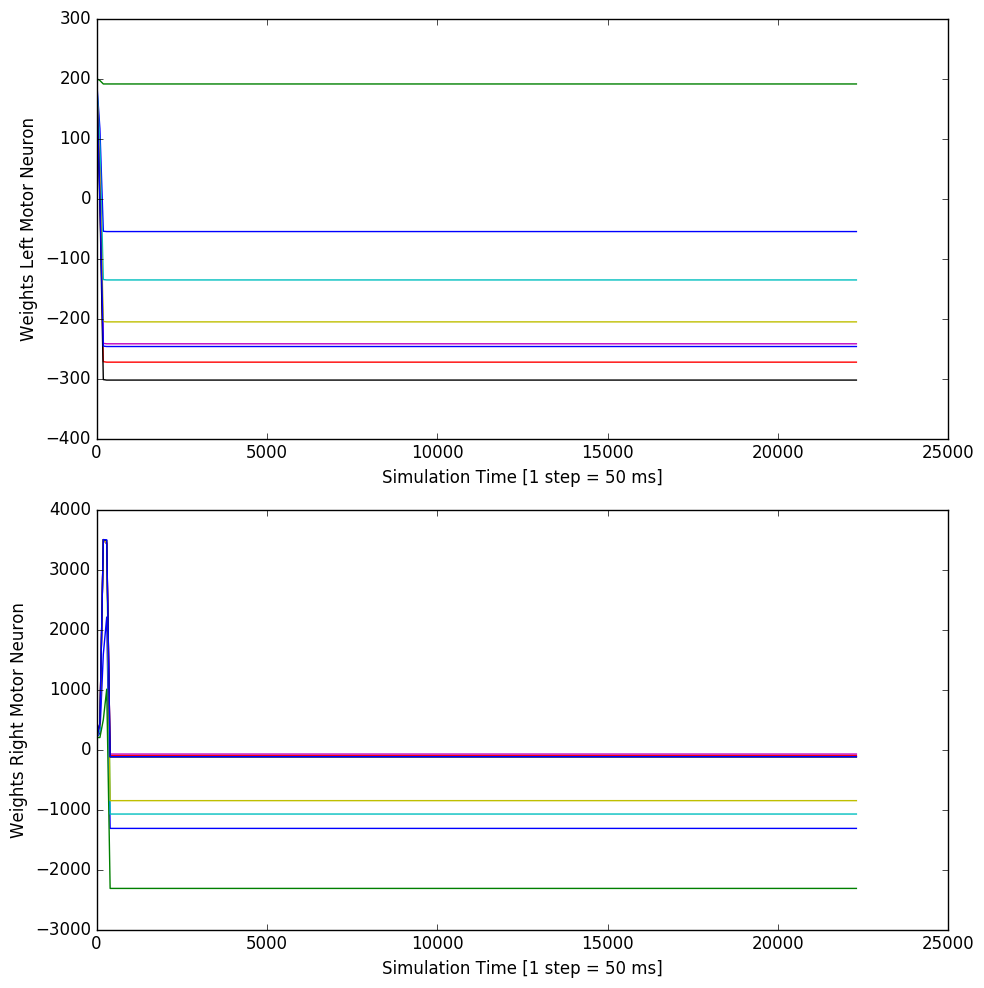 300
200
100
0
−100
−200
−300
−400
Weights Left Motor Neuron
0 5000 10000 15000 20000 25000
Simulation Time [1 step = 50 ms]
4000
3000
2000
1000
0
−1000
−2000
−3000
Weights Right Motor Neuron
0 5000 10000 15000 20000 25000
Simulation Time [1 step = 50 ms]